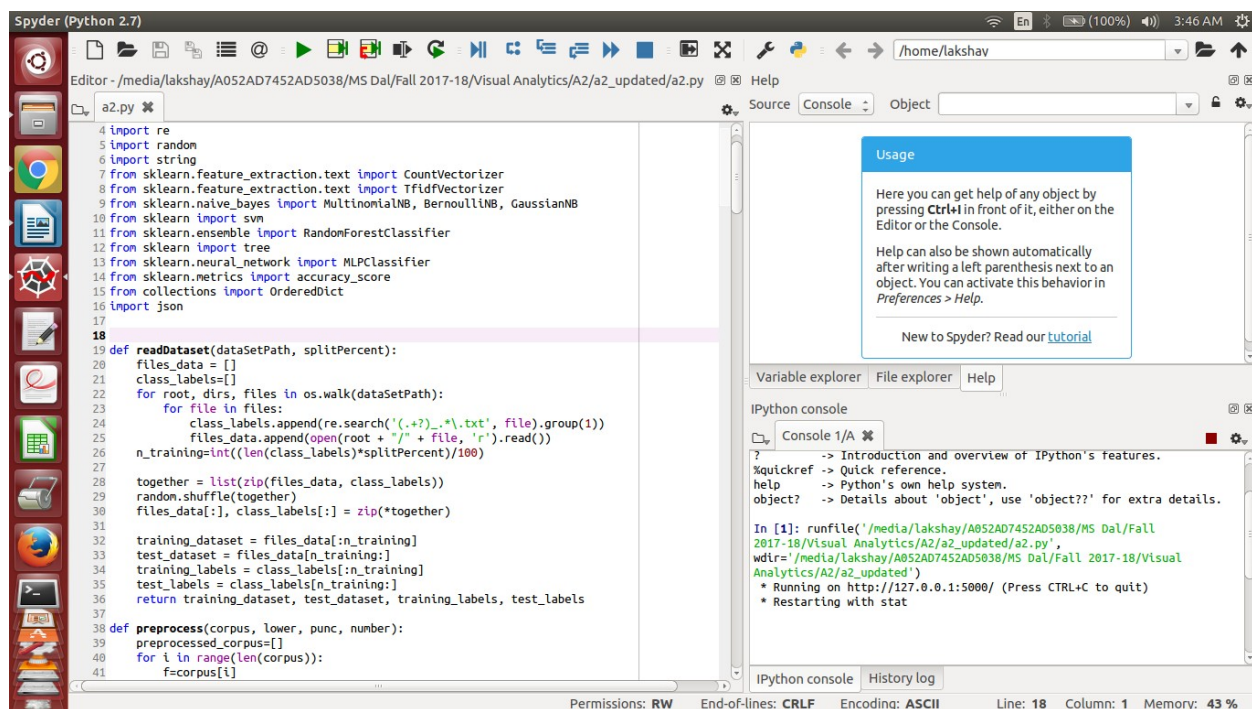 Spyder (Python 2.7)
En
(100%)
3:46 AM
/home/lakshay
Editor - /media/lakshay/A052AD7452AD5038/MS Dal/Fall 2017-18/Visual Analytics/A2/a2_updated/a2.py
a2.py
4 import re
5 import random
6 import string
7 from sklearn.feature_extraction.text import CountVectorizer
8 from sklearn.feature_extraction.text import TfidfVectorizer
9 from sklearn.naive_bayes import MultinomialNB, BernoulliNB, GaussianNB
10 from sklearn import svm
11 from sklearn.ensemble import RandomForestClassifier
12 from sklearn import tree
13 from sklearn.neural_network import MLPClassifier
14 from sklearn.metrics import accuracy_score
15 from collections import OrderedDict
16 import json
17
18
19 def readDataset(dataSetPath, splitPercent):
20     files_data = []
21     class_labels=[]
22     for root, dirs, files in os.walk(dataSetPath):
23         for file in files:
24             class_labels.append(re.search('(.+?)_.*\.txt', file).group(1))
25             files_data.append(open(root + "/" + file, 'r').read())
26     n_training=int((len(class_labels)*splitPercent)/100)
27
28     together = list(zip(files_data, class_labels))
29     random.shuffle(together)
30     files_data[:], class_labels[:] = zip(*together)
31
32     training_dataset = files_data[:n_training]
33     test_dataset = files_data[n_training:]
34     training_labels = class_labels[:n_training]
35     test_labels = class_labels[n_training:]
36     return training_dataset, test_dataset, training_labels, test_labels
37
38 def preprocess(corpus, lower, punc, number):
39     preprocessed_corpus=[]
40     for i in range(len(corpus)):
41         f=corpus[i]
Help
Source Console Object
Usage
Here you can get help of any object by
pressing Ctrl+I in front of it, either on the
Editor or the Console.
Help can also be shown automatically
after writing a left parenthesis next to an
object. You can activate this behavior in
Preferences > Help.
New to Spyder? Read our tutorial
Variable explorer File explorer Help
IPython console
Console 1/A
? -> Introduction and overview of IPython's features.
%quickref -> Quick reference.
help -> Python's own help system.
object? -> Details about 'object', use 'object??' for extra details.
In [1]: runfile('/media/lakshay/A052AD7452AD5038/MS Dal/Fall
2017-18/Visual Analytics/A2/a2_updated/a2.py',
wdir='/media/lakshay/A052AD7452AD5038/MS Dal/Fall 2017-18/Visual
Analytics/A2/a2_updated')
* Running on http://127.0.0.1:5000/ (Press CTRL+C to quit)
* Restarting with stat
IPython console History log
Permissions: RW End-of-lines: CRLF Encoding: ASCII Line: 18 Column: 1 Memory: 43 %